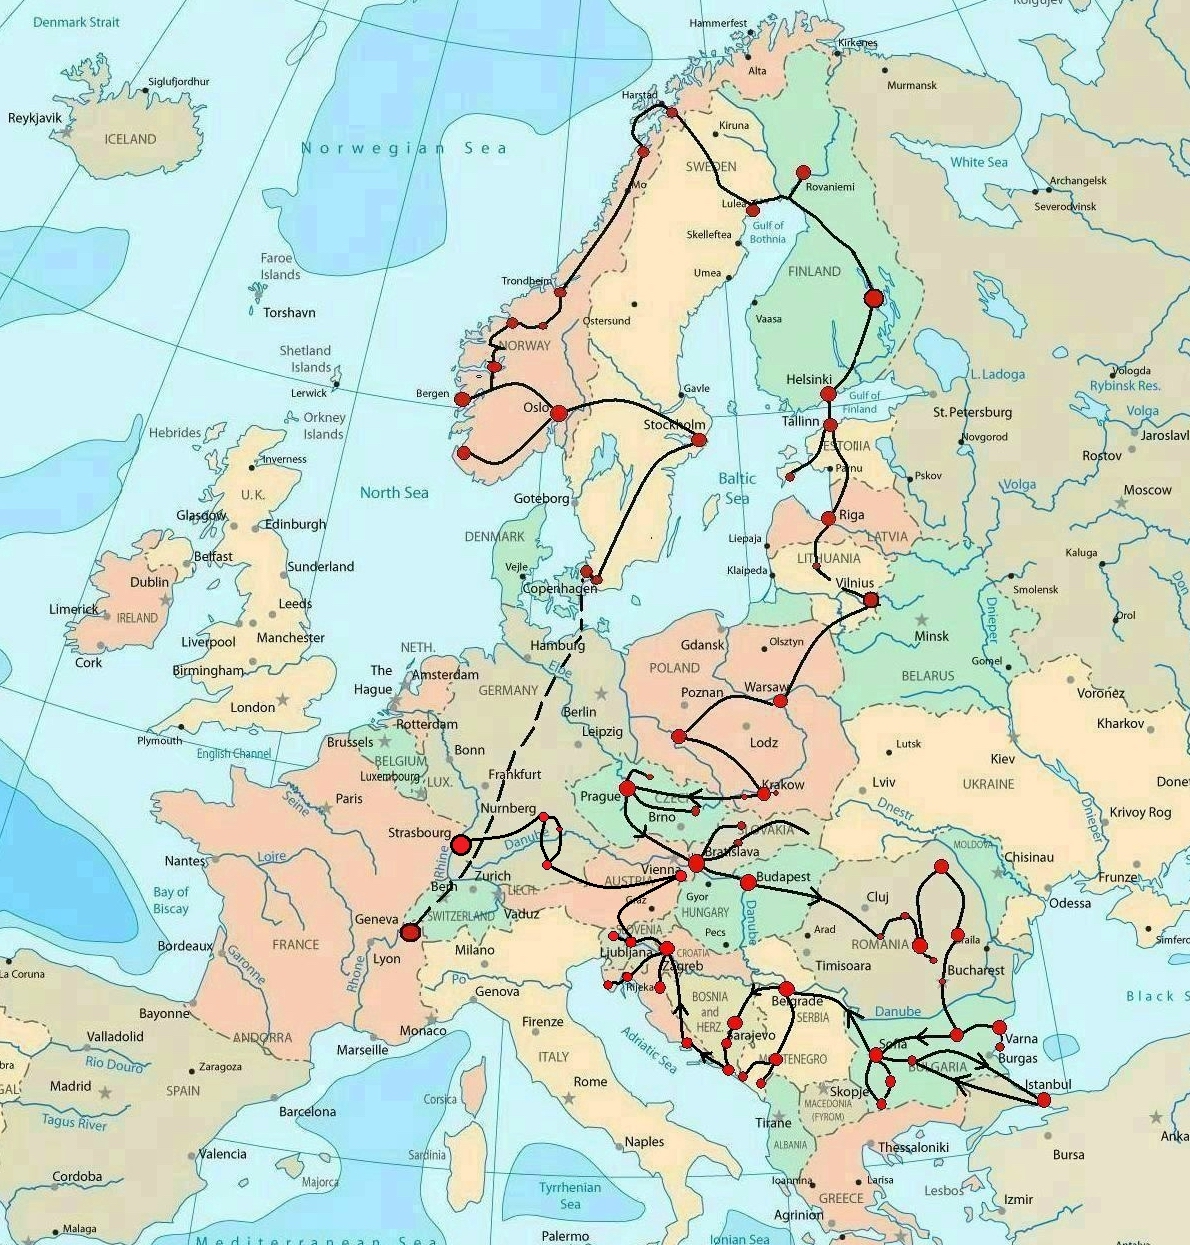 Denmark Strait
Hammerfest
Kolgujev
Kirkenes
Alta
Siglufjordhur
Murmansk
Harstad
Reykjavik
ICELAND
Kiruna
Norwegian Sea
SWEDEN
White Sea
Archangelsk
Mo
Rovaniemi
Severodvinsk
Lulea
Gulf of
Bothnia
Skelleftea
Faroe
Islands
FINLAND
Umea
Trondheim
Torshavn
Vaasa
Ostersund
Shetland
Islands
NORWAY
L.Ladoga
Vologda
Rybinsk Res.
Helsinki
Lerwick
Bergen
Gavle
Gulf of
Finland
Oslo
St.Petersburg
Volga
Orkney
Islands
Tallinn
Stockholm
Hebrides
Novgorod
Jaroslavl
ESTONIA
Rostov
Inverness
Parnu
Pskov
Baltic
Sea
Volga
North Sea
U.K.
Moscow
Goteborg
Glasgow
Riga
Edinburgh
DENMARK
LATVIA
Liepaja
Belfast
Kaluga
LITHUANIA
Vejle
Sunderland
Klaipeda
Dublin
Vilnius
Copenhagen
Smolensk
Don
Leeds
Limerick
IRELAND
Orol
Dnieper
Minsk
Manchester
Liverpool
Gdansk
Olsztyn
Hamburg
NETH.
Cork
Gomel
POLAND
Elbe
The
Hague
Birmingham
Amsterdam
BELARUS
GERMANY
Warsaw
Poznan
Voronez
London
Berlin
Rotterdam
Kharkov
Leipzig
Plymouth
Brussels
Lodz
Lutsk
English Channel
Bonn
Kiev
BELGIUM
Luxembourg
LUX.
Frankfurt
Lviv
UKRAINE
Donet
Krakow
Prague
CZECH
Paris
Seine
Nurnberg
Dnestr
Dnieper
Krivoy Rog
Brno
Strasbourg
SLOVAKIA
Danube
MOLDOVA
Nantes
Loire
Rhine
Bratislava
Chisinau
Vienna
Zurich
Budapest
Bern
AUSTRIA
Frunze
LIECH.
Bay of
Biscay
Gyor
Cluj
Graz
Odessa
Vaduz
SWITZERLAND
HUNGARY
Danube
Geneva
SLOVENIA
Arad
Pecs
Braila
Simferop
FRANCE
Bordeaux
Milano
Ljubljana
CROATIA
ROMANIA
Lyon
Zagreb
Timisoara
Bucharest
La Coruna
Garonne
Rhone
Po
Rijeka
Genova
BOSNIA
and
HERZ.
Black S
Belgrade
Bayonne
SERBIA
Danube
Firenze
Monaco
Valladolid
ANDORRA
Sarajevo
Adriatic Sea
Varna
Marseille
Sofia
ITALY
Rio Douro
MONTENEGRO
Burgas
BULGARIA
Zaragoza
Madrid
SPAIN
Rome
Istanbul
Skopje
Corsica
MACEDONIA
(FYROM)
Barcelona
Tirane
Tagus River
Anka
Naples
ALBANIA
Thessaloniki
Valencia
Sardinia
Bursa
Cordoba
Majorca
Ioannina
Larisa
Tyrrhenian
Sea
GREECE
Lesbos
Izmir
Agrinion
Malaga
Palermo
Ionian Sea
Mediterranean Sea
Antalya